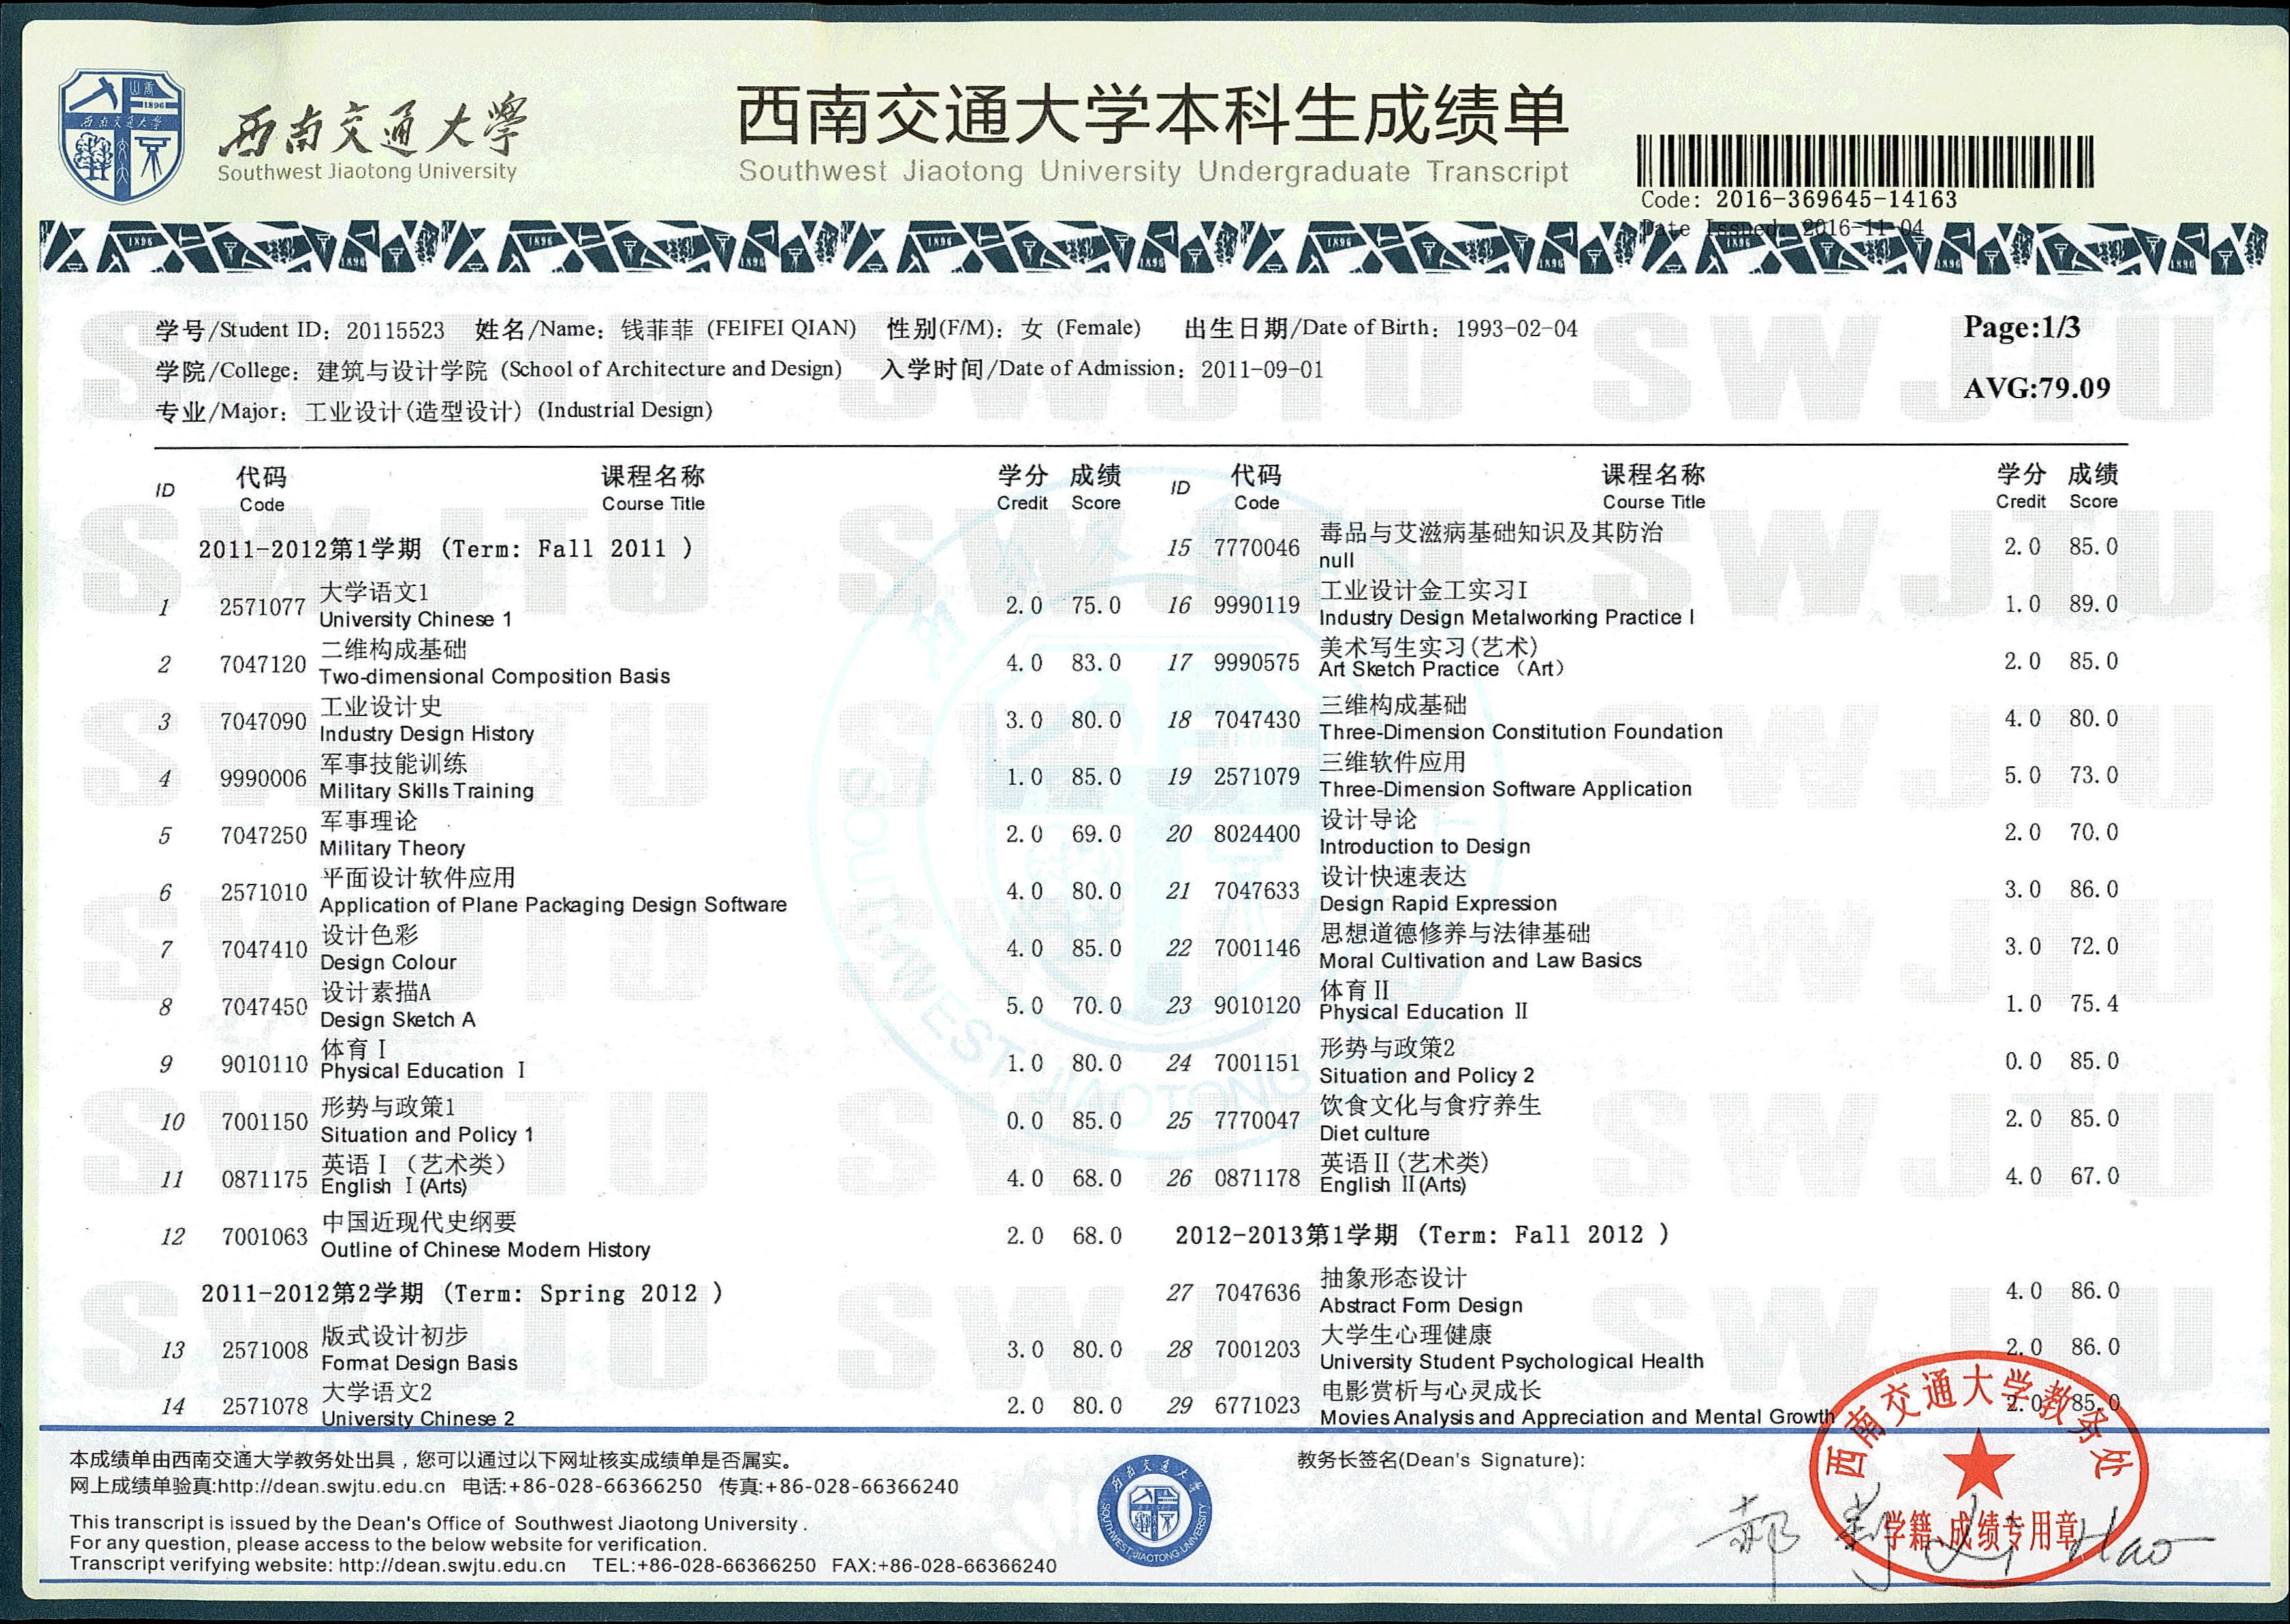 西南交通大学
Southwest Jiaotong University
西南交通大学本科生成绩单
Southwest Jiaotong University Undergraduate Transcript
Code: 2016-369645-14163
Date Issued: 2016-11-04
学号/Student ID: 20115523 姓名/Name: 钱菲菲 (FEIFEI QIAN) 性别(F/M): 女 (Female) 出生日期/Date of Birth: 1993-02-04
Page:1/3
学院/College: 建筑与设计学院 (School of Architecture and Design) 入学时间/Date of Admission: 2011-09-01
AVG:79.09
专业/Major: 工业设计(造型设计) (Industrial Design)
ID 代码 课程名称 学分 成绩
Code Course Title Credit Score
2011-2012第1学期 (Term: Fall 2011 )
大学语文1
1 2571077 University Chinese 1 2.0 75.0
二维构成基础
2 7047120 Two-dimensional Composition Basis 4.0 83.0
工业设计史
3 7047090 Industry Design History 3.0 80.0
军事技能训练
4 9990006 Military Skills Training 1.0 85.0
军事理论
5 7047250 Military Theory 2.0 69.0
平面设计软件应用
6 2571010 Application of Plane Packaging Design Software 4.0 80.0
设计色彩
7 7047410 Design Colour 4.0 85.0
设计素描A
8 7047450 Design Sketch A 5.0 70.0
体育Ⅰ
9 9010110 Physical Education Ⅰ 1.0 80.0
形势与政策1
10 7001150 Situation and Policy 1 0.0 85.0
英语Ⅰ（艺术类）
11 0871175 English Ⅰ(Arts) 4.0 68.0
中国近现代史纲要
12 7001063 Outline of Chinese Modern History 2.0 68.0
2011-2012第2学期 (Term: Spring 2012 )
版式设计初步
13 2571008 Format Design Basis 3.0 80.0
大学语文2
14 2571078 University Chinese 2 2.0 80.0
ID 代码 课程名称 学分 成绩
Code Course Title Credit Score
毒品与艾滋病基础知识及其防治
15 7770046 null 2.0 85.0
工业设计金工实习I
16 9990119 Industry Design Metalworking Practice I 1.0 89.0
美术写生实习(艺术)
17 9990575 Art Sketch Practice （Art） 2.0 85.0
三维构成基础
18 7047430 Three-Dimension Constitution Foundation 4.0 80.0
三维软件应用
19 2571079 Three-Dimension Software Application 5.0 73.0
设计导论
20 8024400 Introduction to Design 2.0 70.0
设计快速表达
21 7047633 Design Rapid Expression 3.0 86.0
思想道德修养与法律基础
22 7001146 Moral Cultivation and Law Basics 3.0 72.0
体育Ⅱ
23 9010120 Physical Education Ⅱ 1.0 75.4
形势与政策2
24 7001151 Situation and Policy 2 0.0 85.0
饮食文化与食疗养生
25 7770047 Diet culture 2.0 85.0
英语Ⅱ(艺术类)
26 0871178 English Ⅱ(Arts) 4.0 67.0
2012-2013第1学期 (Term: Fall 2012 )
抽象形态设计
27 7047636 Abstract Form Design 4.0 86.0
大学生心理健康
28 7001203 University Student Psychological Health 2.0 86.0
电影赏析与心灵成长
29 6771023 Movies Analysis and Appreciation and Mental Growth 2.0 85.0
本成绩单由西南交通大学教务处出具，您可以通过以下网址核实成绩单是否属实。
网上成绩单验真:http://dean.swjtu.edu.cn 电话:+86-028-66366250 传真:+86-028-66366240
This transcript is issued by the Dean's Office of Southwest Jiaotong University .
For any question, please access to the below website for verification.
Transcript verifying website: http://dean.swjtu.edu.cn TEL:+86-028-66366250 FAX:+86-028-66366240
教务长签名(Dean's Signature):
西南交通大学教务处
学籍、成绩专用章
郝 莉 Li Hao